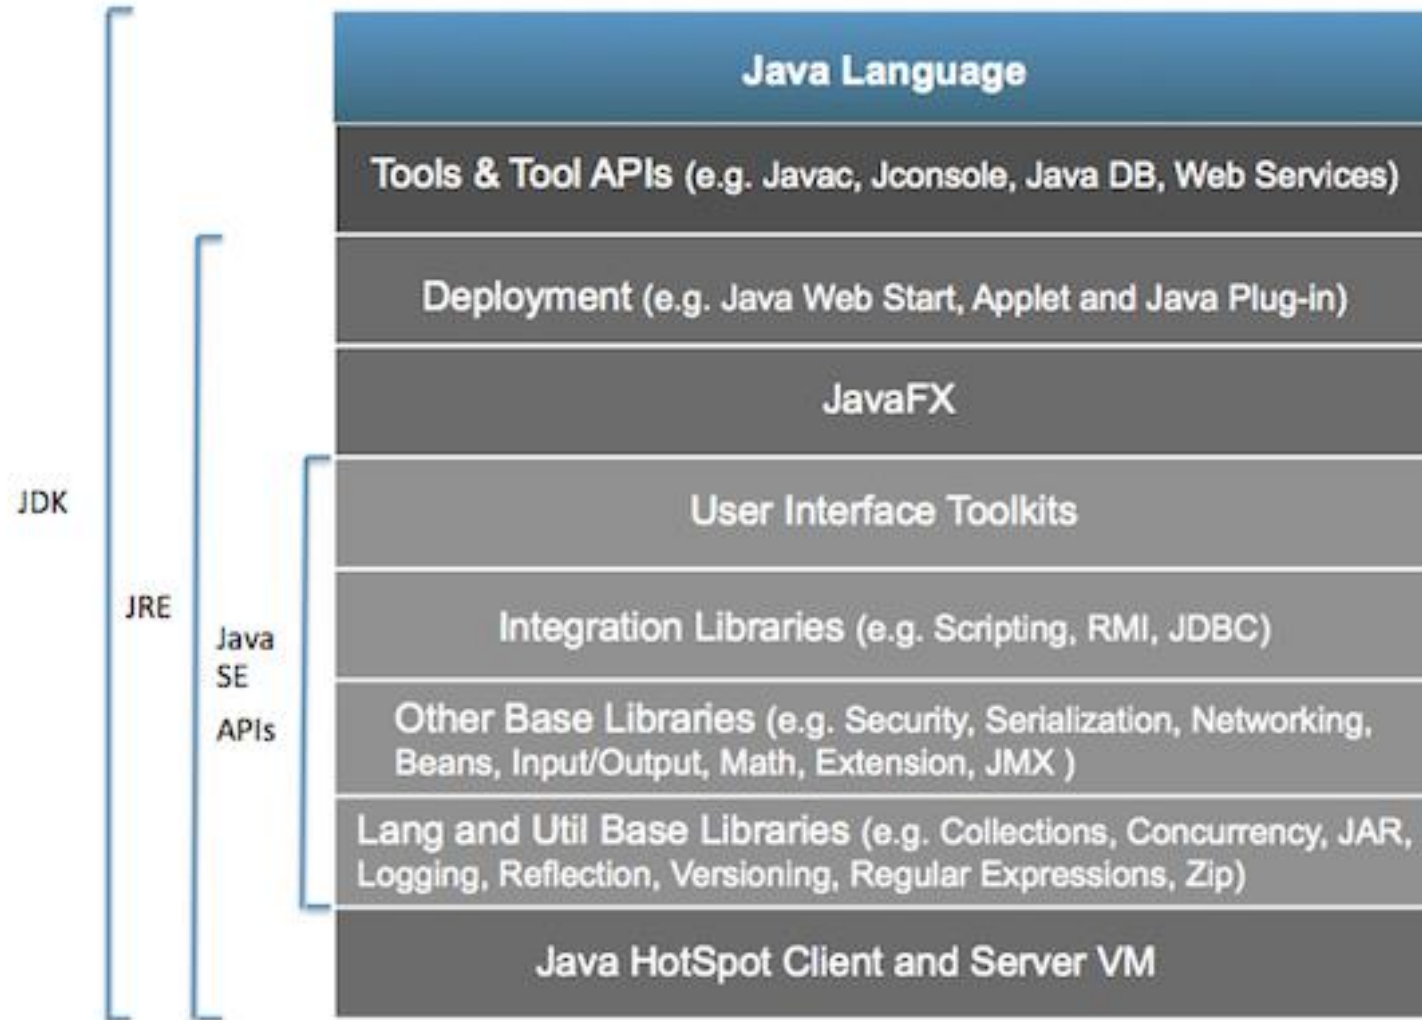 Java Language
Tools & Tool APIs (e.g. Javac, Jconsole, Java DB, Web Services)
Deployment (e.g. Java Web Start, Applet and Java Plug-in)
JavaFX
JDK
User Interface Toolkits
JRE
Integration Libraries (e.g. Scripting, RMI, JDBC)
Java
SE
APIs
Other Base Libraries (e.g. Security, Serialization, Networking,
Beans, Input/Output, Math, Extension, JMX )
Lang and Util Base Libraries (e.g. Collections, Concurrency, JAR,
Logging, Reflection, Versioning, Regular Expressions, Zip)
Java HotSpot Client and Server VM